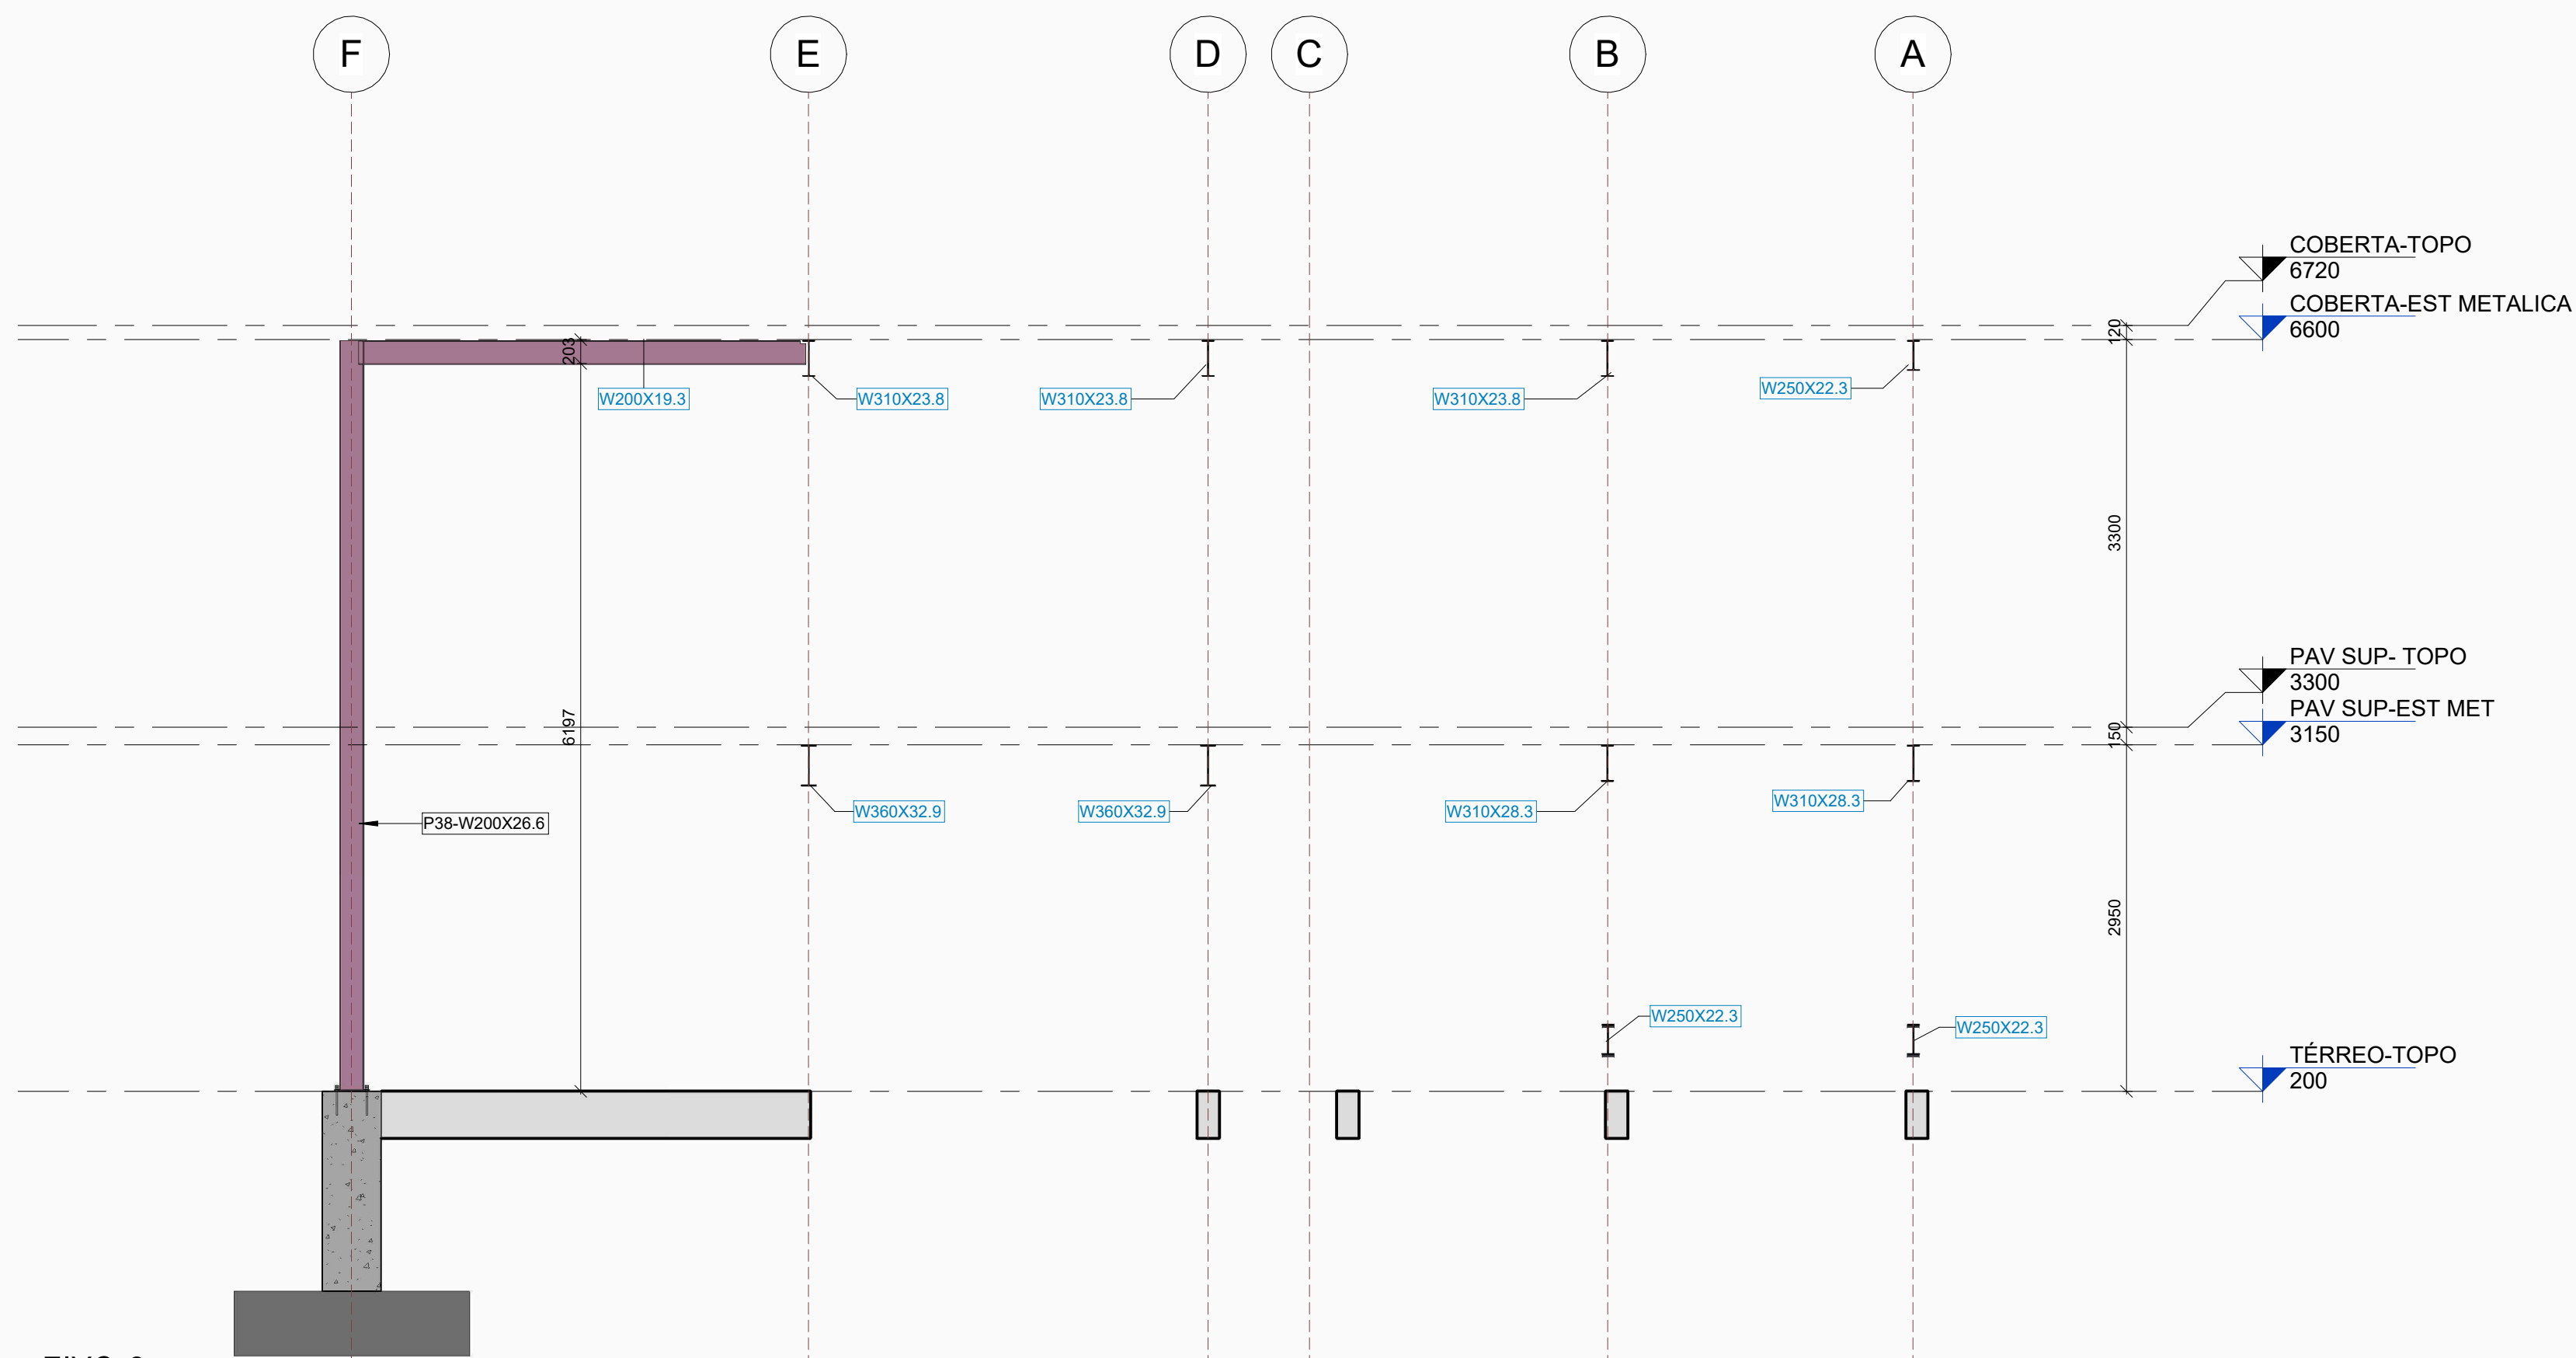 F
E
D
C
B
A
COBERTA-TOPO
6720
COBERTA-EST METALICA
6600
120
203
W200X19.3
W310X23.8
W310X23.8
W310X23.8
W250X22.3
3300
PAV SUP- TOPO
3300
PAV SUP-EST MET
3150
150
6197
P38-W200X26.6
W360X32.9
W360X32.9
W310X28.3
W310X28.3
2950
W250X22.3
W250X22.3
TÉRREO-TOPO
200